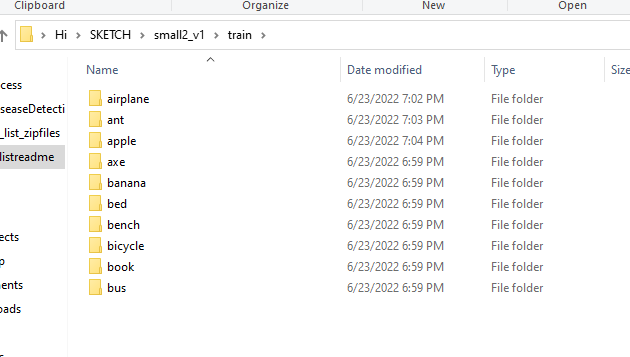 Clipboard Organize New Open
Hi SKETCH small2_v1 train
Name Date modified Type Size
cess
airplane 6/23/2022 7:02 PM File folder
seaseDetecti
ant 6/23/2022 7:03 PM File folder
_list_zipfiles
apple 6/23/2022 7:04 PM File folder
listreadme
axe 6/23/2022 6:59 PM File folder
banana 6/23/2022 6:59 PM File folder
bed 6/23/2022 6:59 PM File folder
bench 6/23/2022 6:59 PM File folder
ects
bicycle 6/23/2022 6:59 PM File folder
p
book 6/23/2022 6:59 PM File folder
ments
bus 6/23/2022 6:59 PM File folder
oads